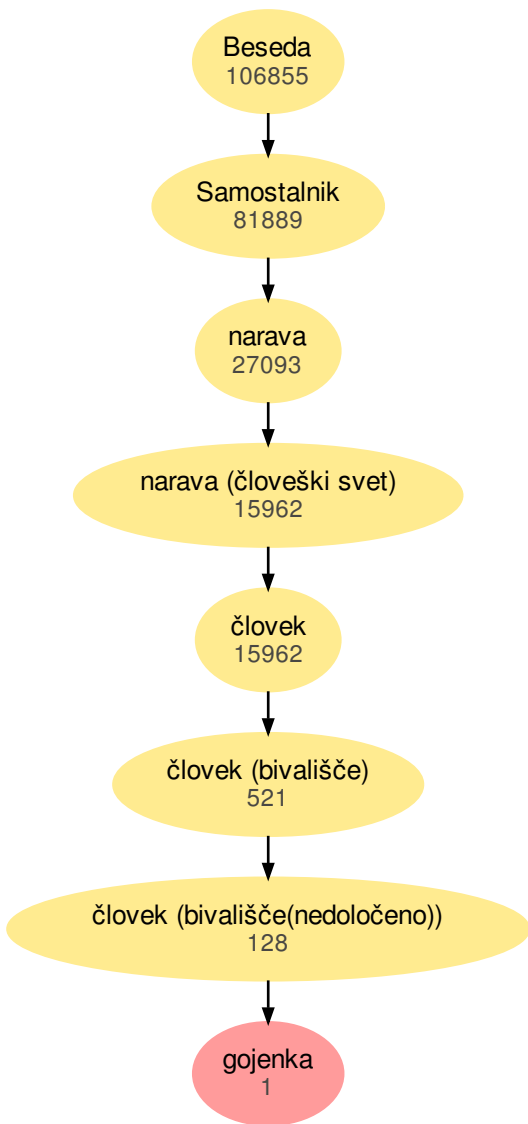 Beseda
106855
Samostalnik
81889
narava
27093
narava (človeški svet)
15962
človek
15962
človek (bivališče)
521
človek (bivališče(nedoločeno))
128
gojenka
1